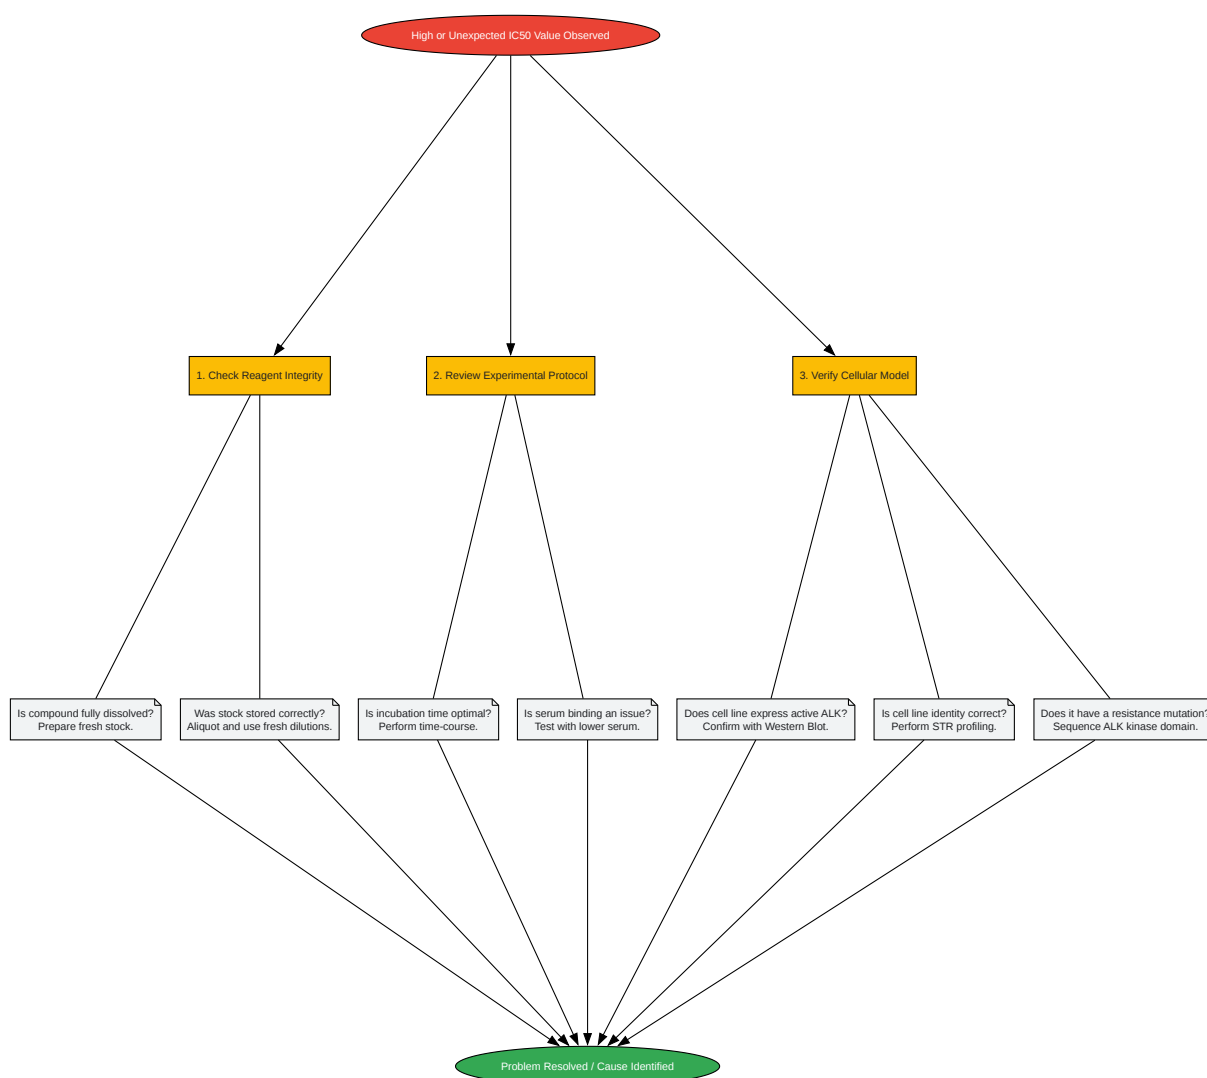 High or Unexpected IC50 Value Observed
1. Check Reagent Integrity
2. Review Experimental Protocol
3. Verify Cellular Model
Is compound fully dissolved?
Prepare fresh stock.
Was stock stored correctly?
Aliquot and use fresh dilutions.
Is incubation time optimal?
Perform time-course.
Is serum binding an issue?
Test with lower serum.
Does cell line express active ALK?
Confirm with Western Blot.
Is cell line identity correct?
Perform STR profiling.
Does it have a resistance mutation?
Sequence ALK kinase domain.
Problem Resolved / Cause Identified